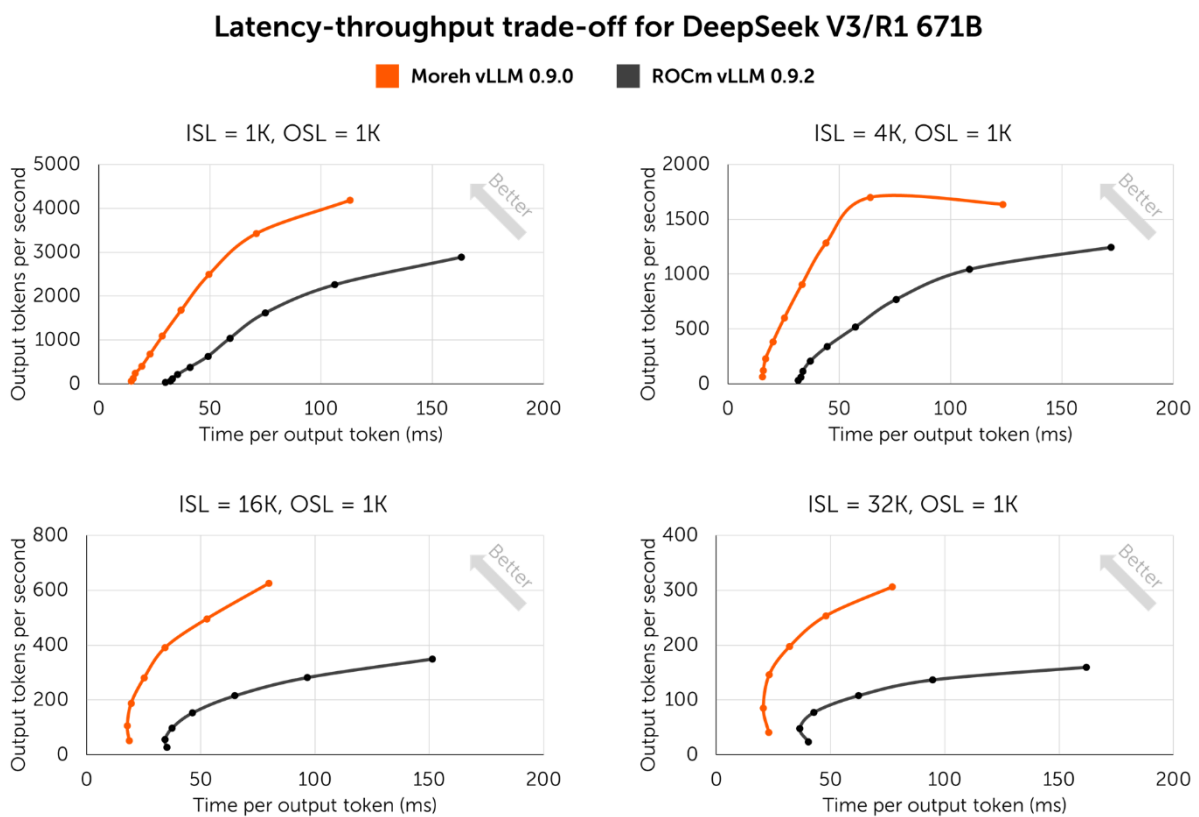 Latency-throughput trade-off for DeepSeek V3/R1 671B
Moreh vLLM 0.9.0
ROCm vLLM 0.9.2
ISL = 1K, OSL = 1K
Output tokens per second
5000
4000
3000
2000
1000
0
Better
0 50 100 150 200
Time per output token (ms)
ISL = 4K, OSL = 1K
Output tokens per second
2000
1500
1000
500
0
Better
0 50 100 150 200
Time per output token (ms)
ISL = 16K, OSL = 1K
Output tokens per second
800
600
400
200
0
Better
0 50 100 150 200
Time per output token (ms)
ISL = 32K, OSL = 1K
Output tokens per second
400
300
200
100
0
Better
0 50 100 150 200
Time per output token (ms)